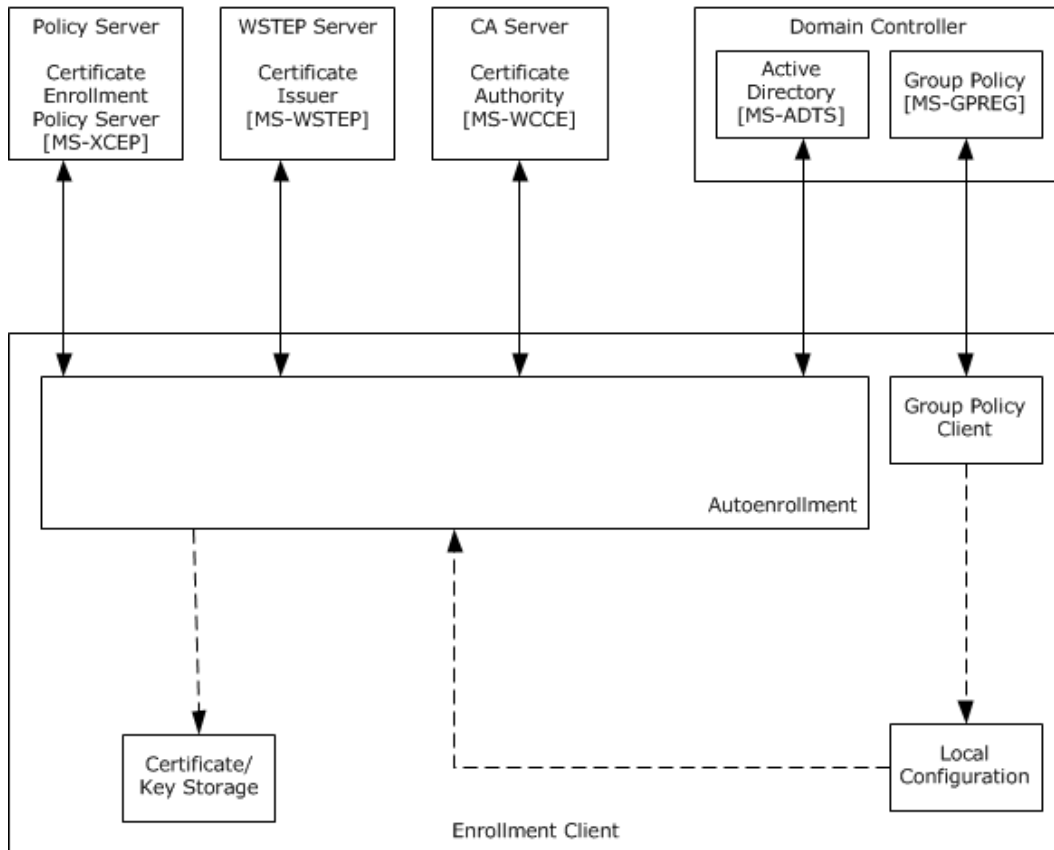 Policy Server
Certificate
Enrollment
Policy Server
[MS-XCEP]
WSTEP Server
Certificate
Issuer
[MS-WSTEP]
CA Server
Certificate
Authority
[MS-WCCE]
Domain Controller
Active
Directory
[MS-ADTS]
Group Policy
[MS-GPREG]
Autoenrollment
Group Policy
Client
Certificate/
Key Storage
Local
Configuration
Enrollment Client